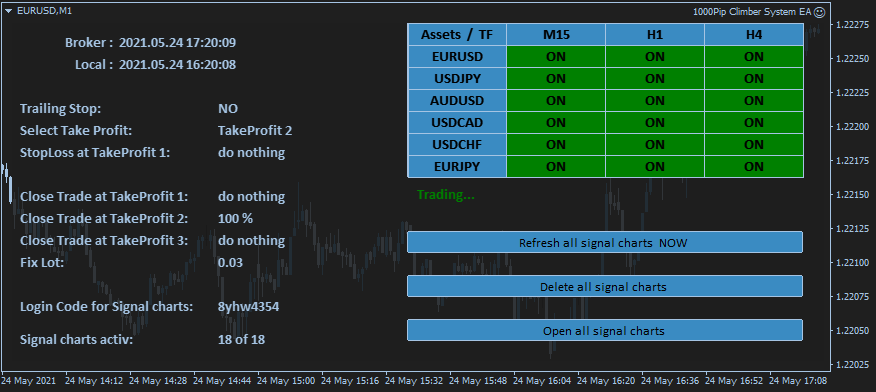 EURUSD,M1
1000Pip Climber System EA
Broker : 2021.05.24 17:20:09
Local : 2021.05.24 16:20:08
Trailing Stop: NO
Select Take Profit: TakeProfit 2
StopLoss at TakeProfit 1: do nothing
Close Trade at TakeProfit 1: do nothing
Close Trade at TakeProfit 2: 100 %
Close Trade at TakeProfit 3: do nothing
Fix Lot: 0.03
Login Code for Signal charts: 8yhw4354
Signal charts activ: 18 of 18
Assets / TF M15 H1 H4
EURUSD ON ON ON
USDJPY ON ON ON
AUDUSD ON ON ON
USDCAD ON ON ON
USDCHF ON ON ON
EURJPY ON ON ON
Trading...
Refresh all signal charts NOW
Delete all signal charts
Open all signal charts
1.22275
1.22250
1.22225
1.22200
1.22175
1.22150
1.22125
1.22100
1.22075
1.22050
1.22025
24 May 2021 24 May 14:12 24 May 14:28 24 May 14:44 24 May 15:00 24 May 15:16 24 May 15:32 24 May 15:48 24 May 16:04 24 May 16:20 24 May 16:36 24 May 16:52 24 May 17:08